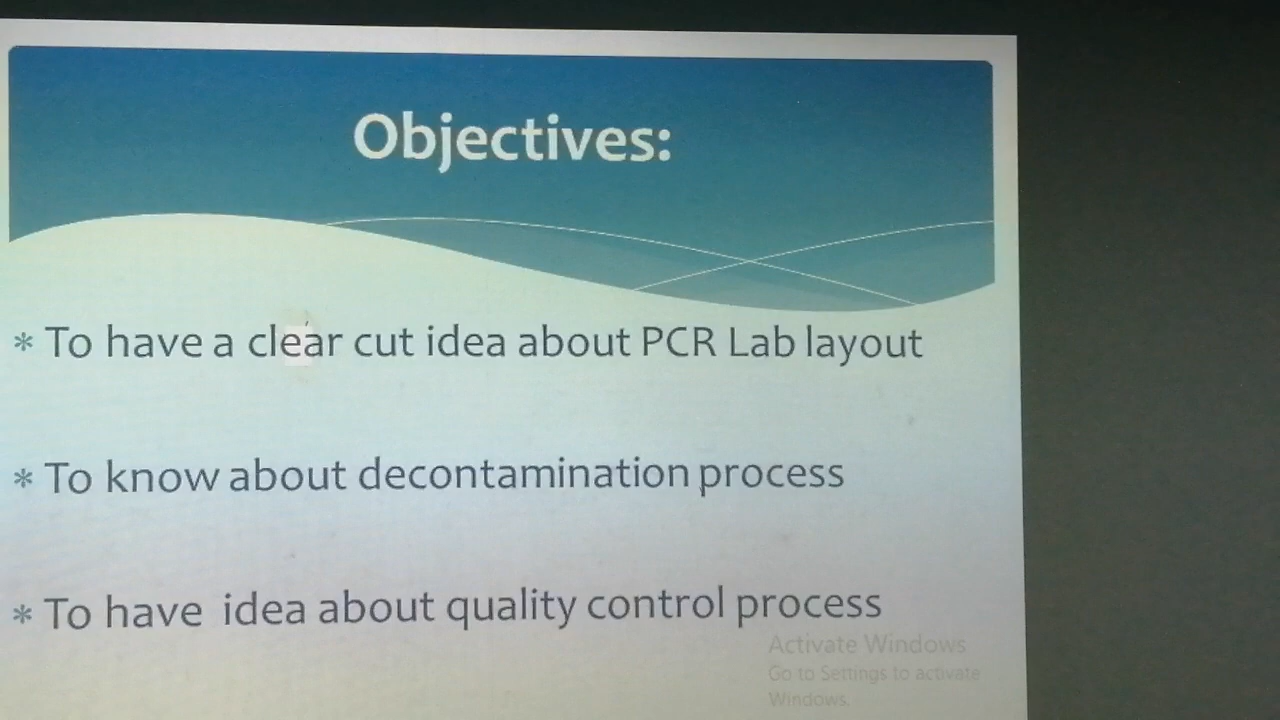 Objectives:
* To have a clear cut idea about PCR Lab layout
* To know about decontamination process
* To have idea about quality control process
Activate Windows
Go to Settings to activate
Windows.